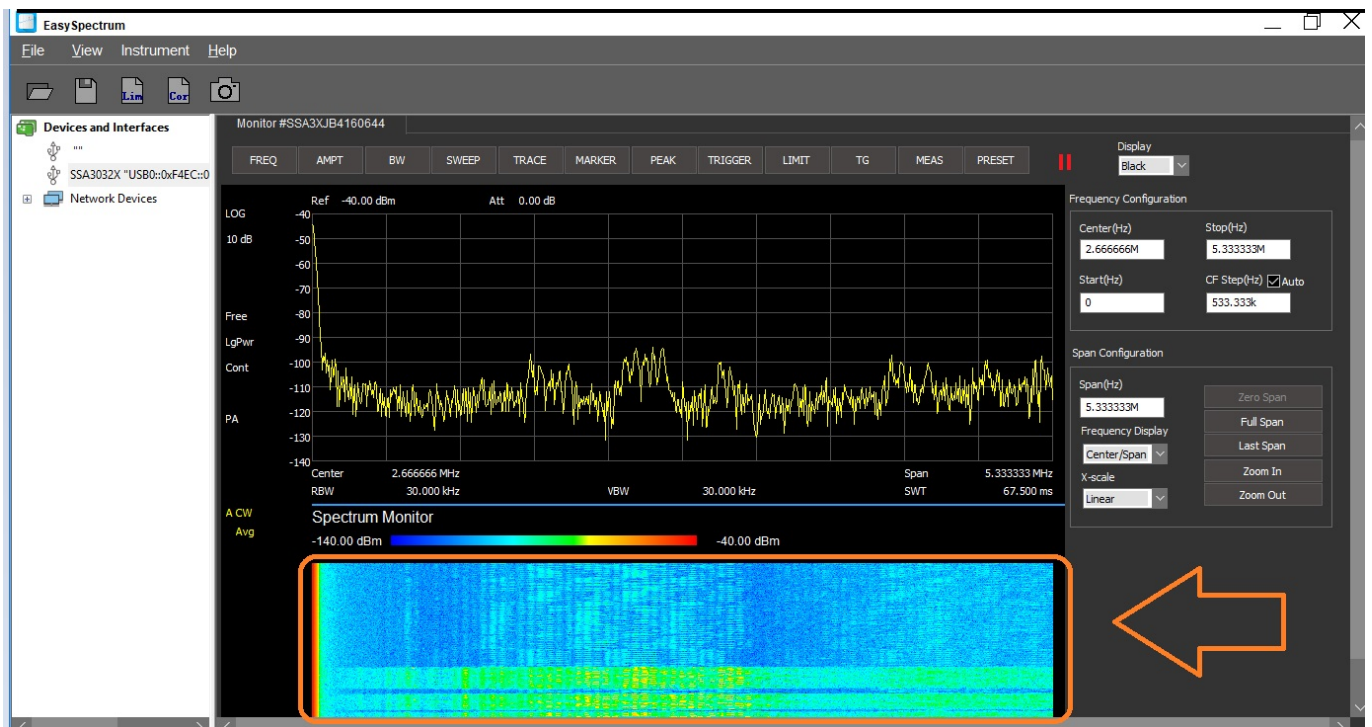 EasySpectrum
File View Instrument Help
Lim Cor
Devices and Interfaces
""
SSA3032X "USB0::0xF4EC::0
Network Devices
Monitor #SSA3XJB4160644
FREQ AMPT BW SWEEP TRACE MARKER PEAK TRIGGER LIMIT TG MEAS PRESET
Display
Black
Ref -40.00 dBm Att 0.00 dB
LOG
10 dB
Free
LgPwr
Cont
PA
-40
-50
-60
-70
-80
-90
-100
-110
-120
-130
-140
Center 2.666666 MHz Span 5.333333 MHz
RBW 30.000 kHz VBW 30.000 kHz SWT 67.500 ms
A CW
Avg
Spectrum Monitor
-140.00 dBm -40.00 dBm
Frequency Configuration
Center(Hz) Stop(Hz)
2.666666M 5.333333M
Start(Hz) CF Step(Hz) Auto
0 533.333k
Span Configuration
Span(Hz)
5.333333M
Frequency Display
Center/Span
X-scale
Linear
Zero Span
Full Span
Last Span
Zoom In
Zoom Out